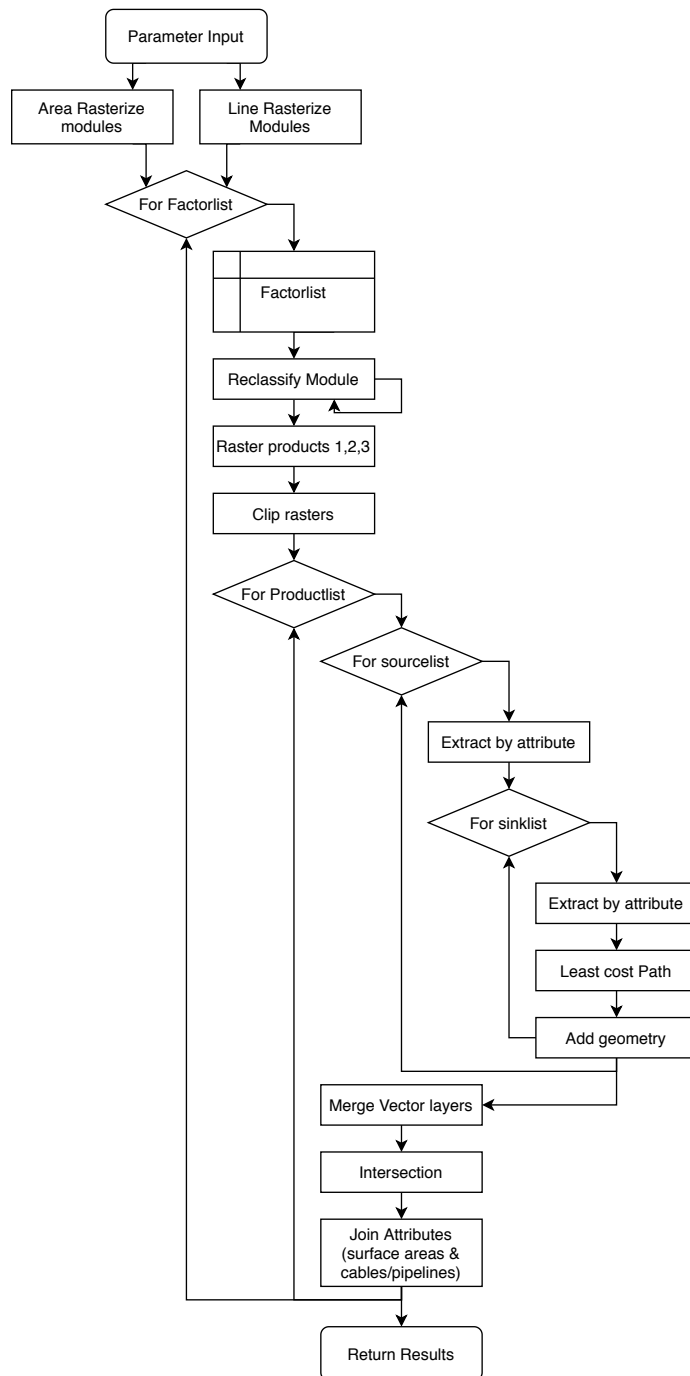 Parameter Input
Area Rasterize
modules
Line Rasterize
Modules
For Factorlist
Factorlist
Reclassify Module
Raster products 1,2,3
Clip rasters
For Productlist
For sourcelist
Extract by attribute
For sinklist
Extract by attribute
Least cost Path
Add geometry
Merge Vector layers
Intersection
Join Attributes
(surface areas &
cables/pipelines)
Return Results